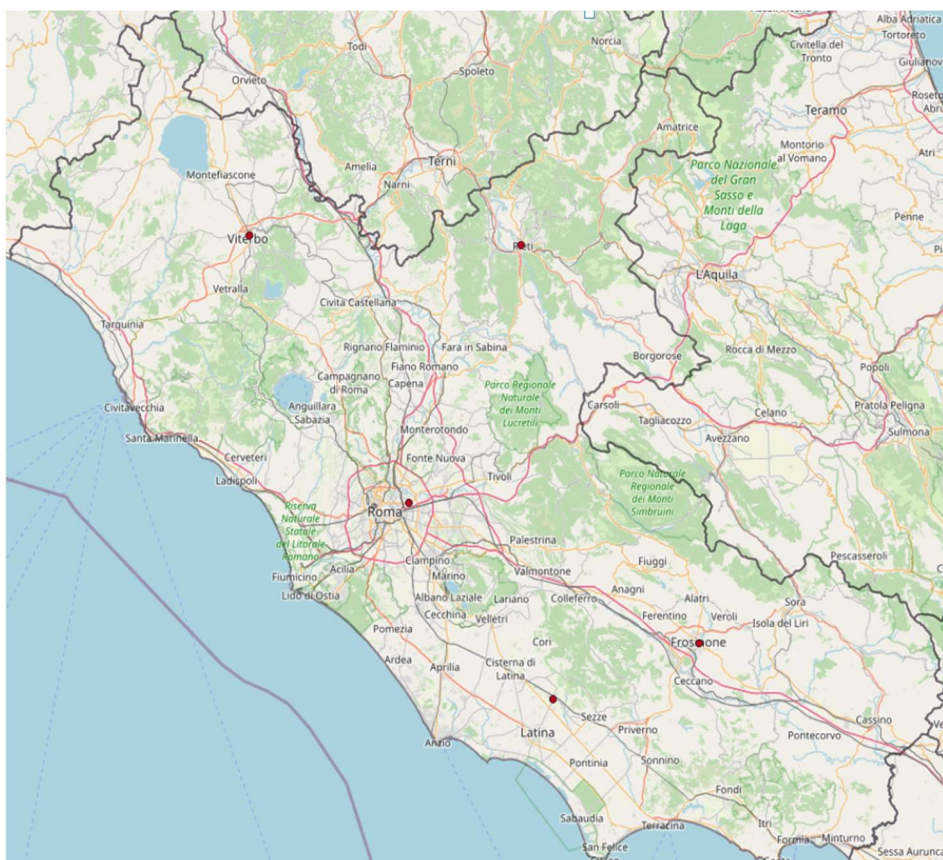 Alba Adriatica
Tortoreto
Todi
Norcia
Civitella del
Tronto
Orvieto
Spoleto
Giulianov
Roseto
Abru
Teramo
Amatrice
Terni
Amelia
Montefiascone
Narni
Montorio
al Vomano
Atri
Parco Nazionale
del Gran
Sasso e
Monti della
Laga
Penne
Viterbo
Rieti
L'Aquila
Vetralla
Civita Castellana
Tarquinia
Rignano Flaminio
Fara in Sabina
Borgorose
Rocca di Mezzo
Popoli
Fiano Romano
Campagnano
di Roma
Capena
Parco Regionale
Naturale
dei Monti
Lucretili
Carsoli
Civitavecchia
Anguillara
Sabazia
Tagliacozzo
Celano
Pratola Peligna
Monterotondo
Avezzano
Sulmona
Santa Marinella
Cerveteri
Fonte Nuova
Ladispoli
Tivoli
Parco Naturale
Regionale
dei Monti
Simbruini
Riserva
Naturale
Statale
del Litorale
Romano
Roma
Palestrina
Pescasseroli
Ciampino
Fiuggi
Acilia
Fiumicino
Marino
Valmontone
Lido di Ostia
Albano Laziale
Lariano
Colleferro
Anagni
Alatri
Sora
Cecchina
Velletri
Ferentino
Veroli
Isola del Liri
Pomezia
Cori
Frosinone
Ardea
Aprilia
Cisterna di
Latina
Ceccano
Sezze
Cassino
Anzio
Latina
Priverno
Pontecorvo
Pontinia
Sonnino
Fondi
Sabaudia
Terracina
Itri
Formia
Minturno
San Felice
Sessa Aurunca